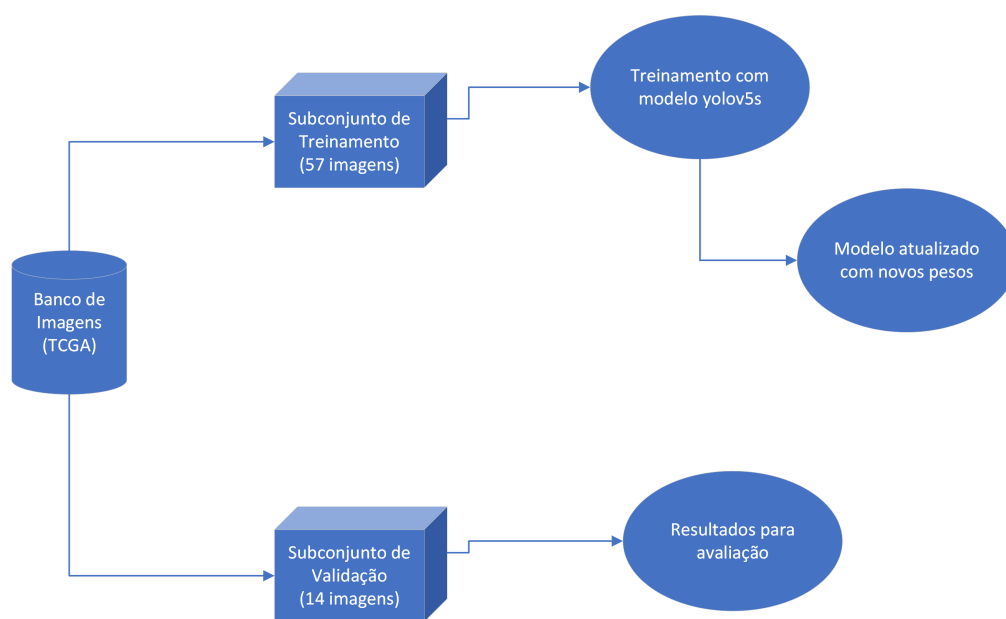 Treinamento com
modelo yolov5s
Subconjunto de
Treinamento
(57 imagens)
Modelo atualizado
com novos pesos
Banco de
Imagens
(TCGA)
Subconjunto de
Validação
(14 imagens)
Resultados para
avaliação